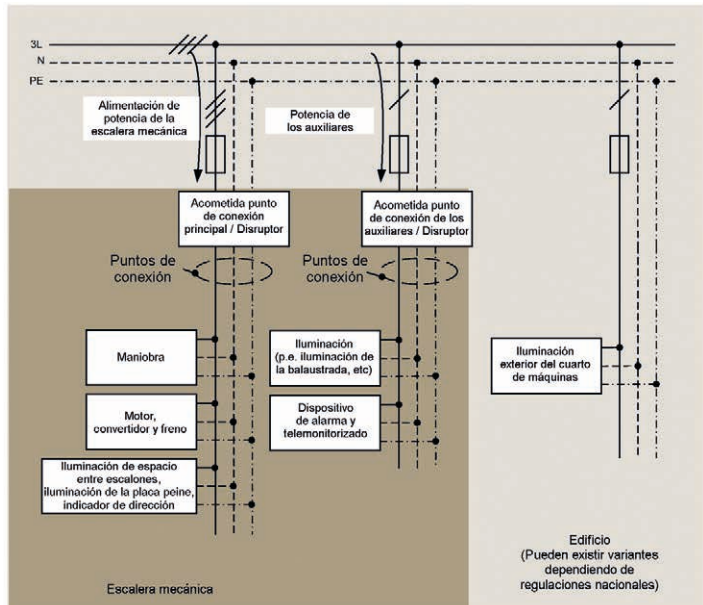 3L
N
PE
Alimentación de
potencia de la
escalera mecánica
Potencia de
los auxiliares
Acometida punto
de conexión
principal / Disruptor
Acometida punto
de conexión de los
auxiliares / Disruptor
Puntos de
conexión
Puntos de
conexión
Maniobra
Iluminación
(p.e. iluminación de
la balaustrada, etc)
Iluminación
exterior del cuarto
de máquinas
Motor,
convertidor y freno
Dispositivo
de alarma y
telemonitorizado
Iluminación de espacio
entre escalones,
iluminación de la placa peine,
indicador de dirección
Escalera mecánica
Edificio
(Pueden existir variantes
dependiendo de
regulaciones nacionales)